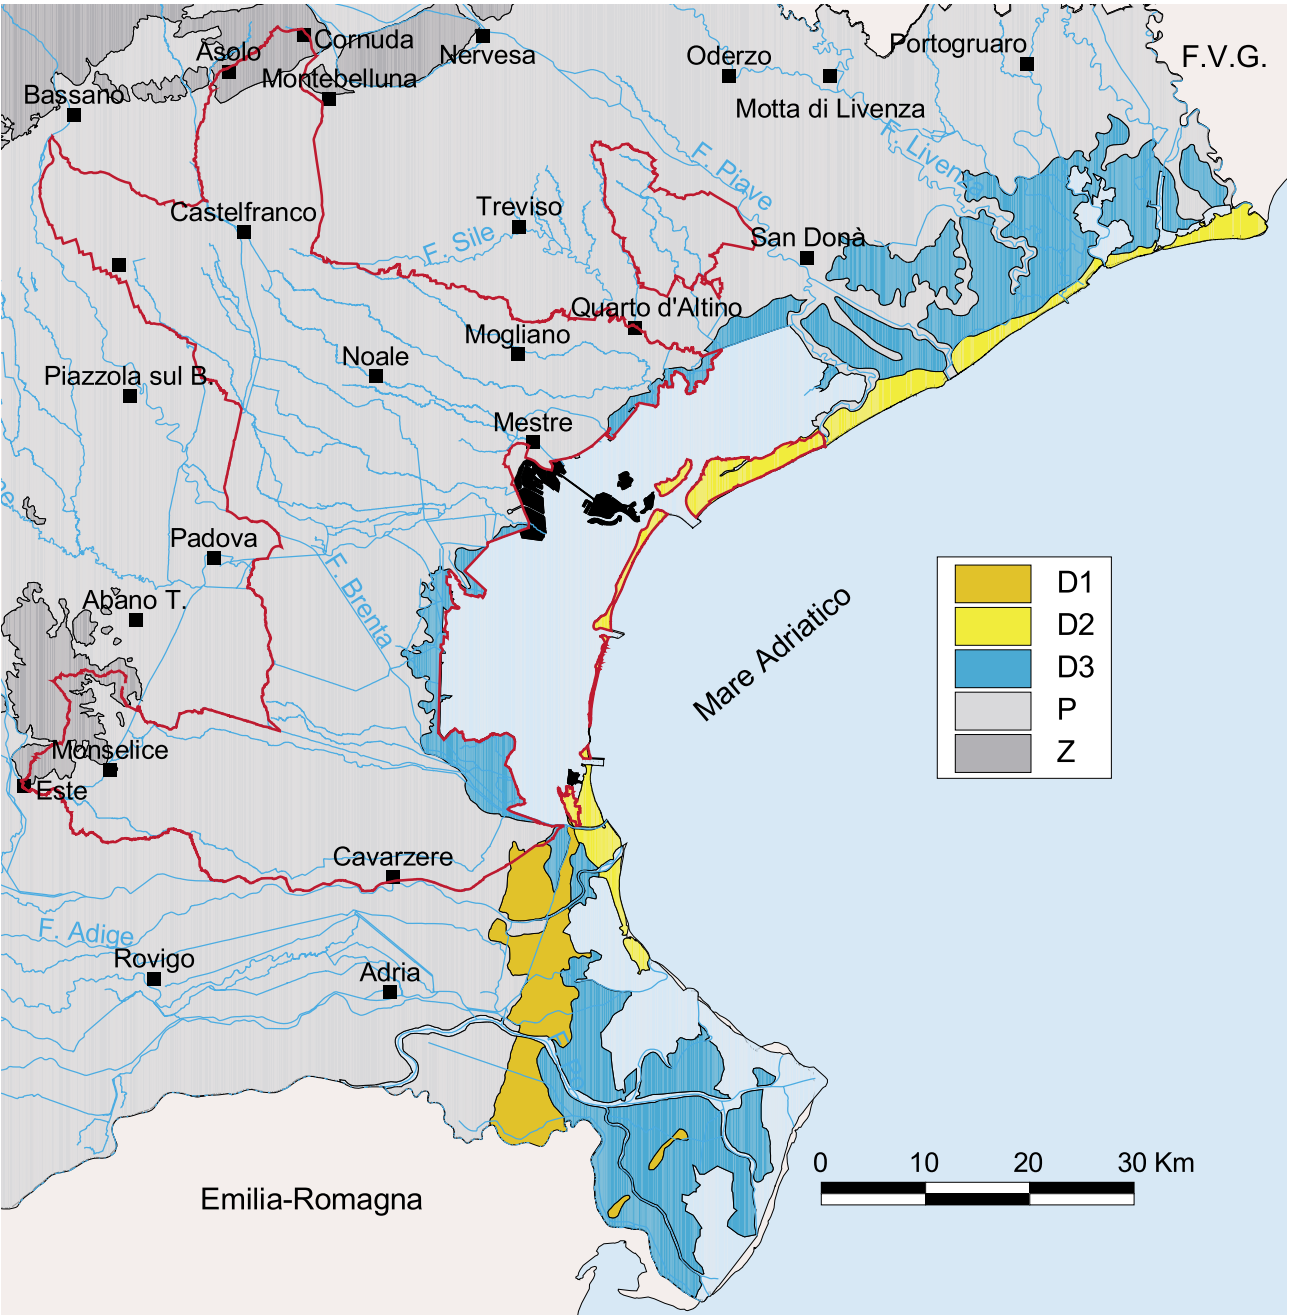 Cornuda
Asolo
Nervesa
Oderzo
Portogruaro
F.V.G.
Montebelluna
Bassano
Motta di Livenza
F. Livenza
F. Piave
Castelfranco
Treviso
F. Sile
San Donà
Quarto d'Altino
Mogliano
Noale
Piazzola sul B.
Mestre
Padova
F. Brenta
Abano T.
Mare Adriatico
D1
D2
D3
P
Z
Monselice
Este
Cavarzere
F. Adige
Rovigo
Adria
Emilia-Romagna
0 10 20 30 Km